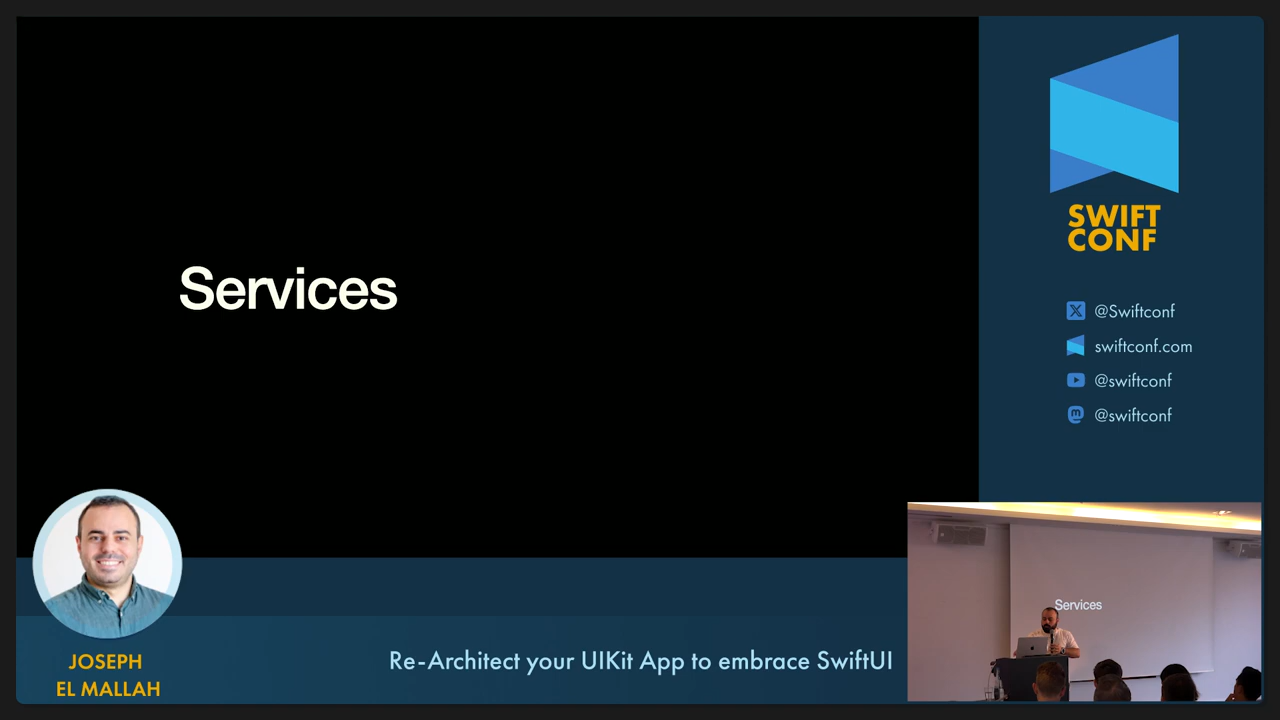 Services
SWIFT
CONF
@Swiftconf
swiftconf.com
@swiftconf
@swiftconf
Services
JOSEPH
EL MALLAH
Re-Architect your UIKit App to embrace SwiftUI